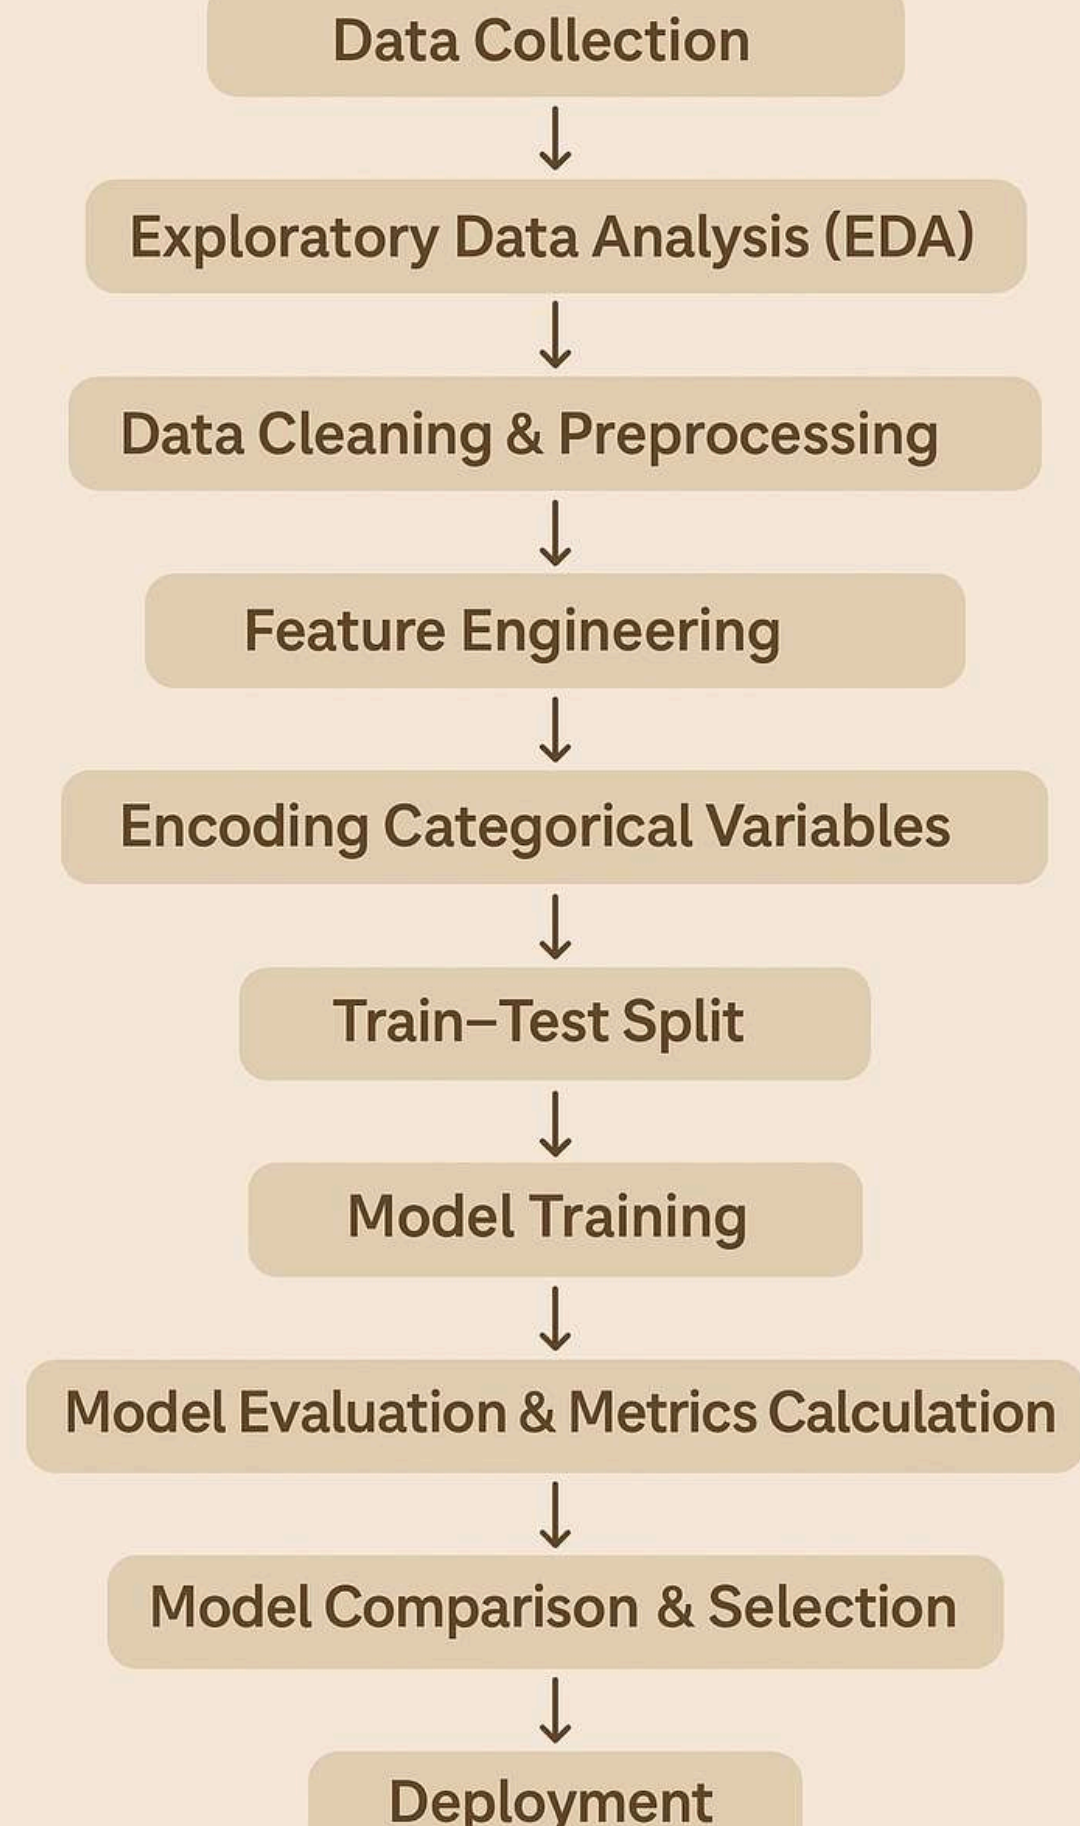 Data Collection
Exploratory Data Analysis (EDA)
Data Cleaning & Preprocessing
Feature Engineering
Encoding Categorical Variables
Train–Test Split
Model Training
Model Evaluation & Metrics Calculation
Model Comparison & Selection
Deployment